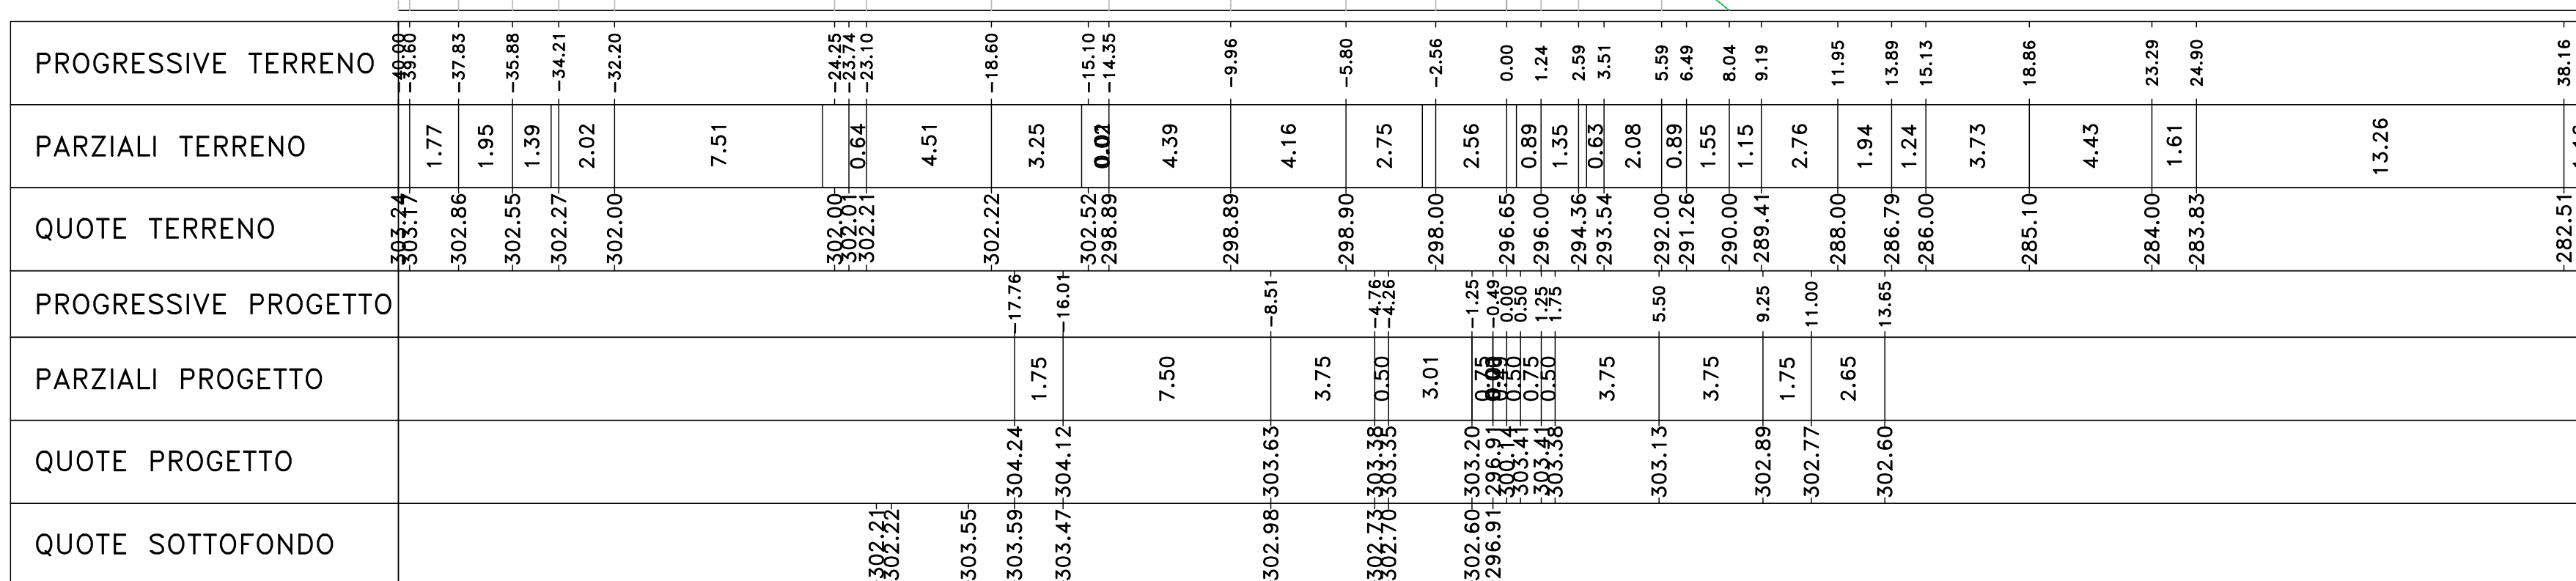 PROGRESSIVE TERRENO -40.00 -39.60 -37.83 -35.88 -34.21 -32.20 -24.25 -23.74 -23.10 -18.60 -15.10 -14.35 -9.96 -5.80 -2.56 0.00 1.24 2.59 3.51 5.59 6.49 8.04 9.19 11.95 13.89 15.13 18.86 23.29 24.90 38.16
PARZIALI TERRENO 1.77 1.95 1.39 2.02 7.51 0.64 4.51 3.25 4.39 4.16 2.75 2.56 0.89 1.35 0.63 2.08 0.89 1.55 1.15 2.76 1.94 1.24 3.73 4.43 1.61 13.26
QUOTE TERRENO 303.24 303.17 302.86 302.55 302.27 302.00 302.00 302.01 302.21 302.22 302.52 298.89 298.89 298.90 298.00 296.65 296.00 294.36 293.54 292.00 291.26 290.00 289.41 288.00 286.79 286.00 285.10 284.00 283.83 282.51
PROGRESSIVE PROGETTO -17.76 -16.01 -8.51 -4.76 -4.26 -1.25 -0.49 0.00 0.50 1.25 1.75 5.50 9.25 11.00 13.65
PARZIALI PROGETTO 1.75 7.50 3.75 0.50 3.01 0.75 0.50 0.75 0.50 3.75 3.75 1.75 2.65
QUOTE PROGETTO 304.24 304.12 303.63 303.38 303.35 303.20 296.91 300.14 303.41 303.41 303.38 303.13 302.89 302.77 302.60
QUOTE SOTTOFONDO 302.21 302.22 303.55 303.59 303.47 302.98 302.73 302.70 302.60 296.91